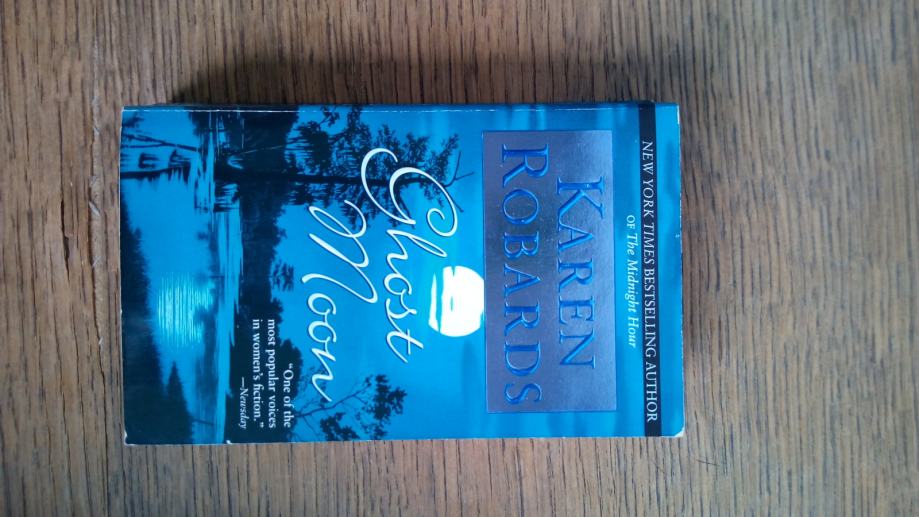 NEW YORK TIMES BESTSELLING AUTHOR
OF The Midnight Hour
KAREN
ROBARDS
Ghost
Moon
"One of the
most popular voices
in women's fiction."
—Newsday